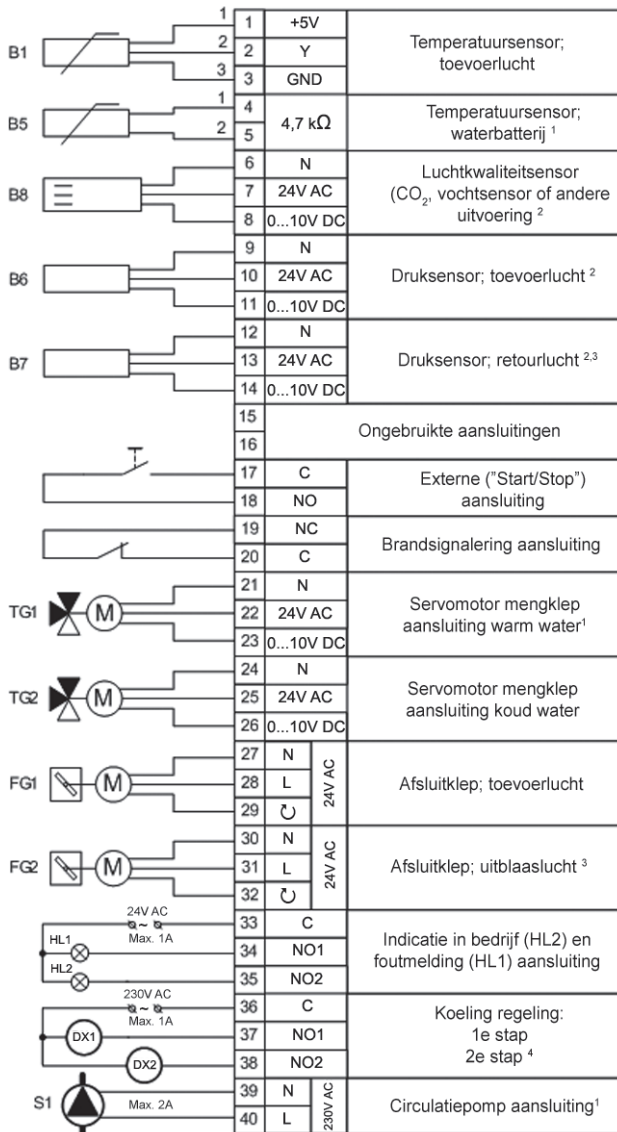 B1
1 1 +5V
2 2 Y
3 3 GND
Temperatuursensor;
toevoerlucht
B5
1 4
2 5
4,7 kΩ
Temperatuursensor;
waterbatterij ¹
B8
6 N
7 24V AC
8 0...10V DC
Luchtkwaliteitsensor
(CO₂, vochtsensor of andere
uitvoering ²
B6
9 N
10 24V AC
11 0...10V DC
Druksensor; toevoerlucht ²
B7
12 N
13 24V AC
14 0...10V DC
Druksensor; retourlucht ²,³
15
16
Ongebruikte aansluitingen
17 C
18 NO
Externe ("Start/Stop")
aansluiting
19 NC
20 C
Brandsignalering aansluiting
TG1 M
21 N
22 24V AC
23 0...10V DC
Servomotor mengklep
aansluiting warm water¹
TG2 M
24 N
25 24V AC
26 0...10V DC
Servomotor mengklep
aansluiting koud water
FG1 M
27 N
28 L
29 ↻
24V AC
Afsluitklep; toevoerlucht
FG2 M
30 N
31 L
32 ↻
24V AC
Afsluitklep; uitblaaslucht ³
24V AC
~
Max. 1A
HL1
HL2
33 C
34 NO1
35 NO2
Indicatie in bedrijf (HL2) en
foutmelding (HL1) aansluiting
230V AC
~
Max. 1A
DX1
DX2
36 C
37 NO1
38 NO2
Koeling regeling:
1e stap
2e stap ⁴
S1
Max. 2A
39 N
40 L
230V AC
Circulatiepomp aansluiting¹